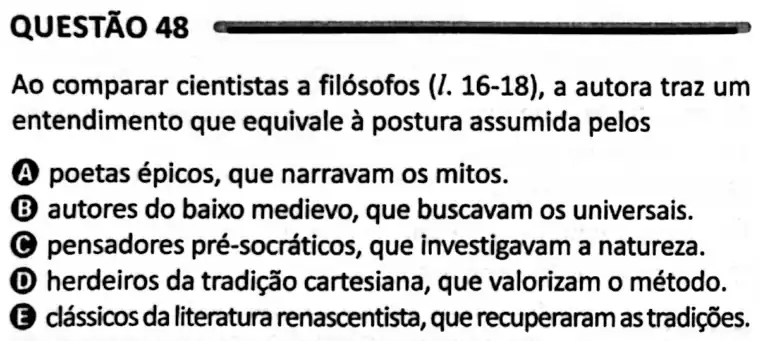 QUESTÃO 48
Ao comparar cientistas a filósofos (l. 16-18), a autora traz um
entendimento que equivale à postura assumida pelos
A poetas épicos, que narravam os mitos.
B autores do baixo medievo, que buscavam os universais.
C pensadores pré-socráticos, que investigavam a natureza.
D herdeiros da tradição cartesiana, que valorizam o método.
E clássicos da literatura renascentista, que recuperaram as tradições.